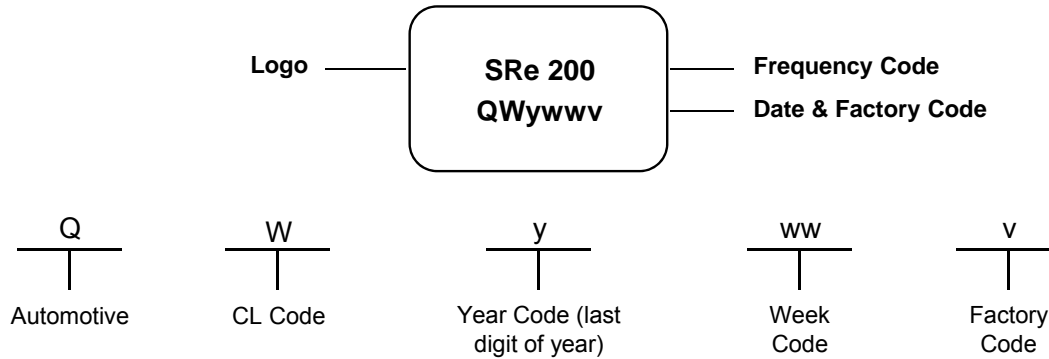 Logo
SRe 200
Frequency Code
QWywwv
Date & Factory Code
Q
W
y
ww
v
Automotive
CL Code
Year Code (last
digit of year)
Week
Code
Factory
Code